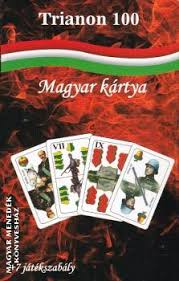 Trianon 100
Magyar kártya
VII
IX
MAGYAR MENEDÉK
KÖNYVESHÁZ
7 játékszabály